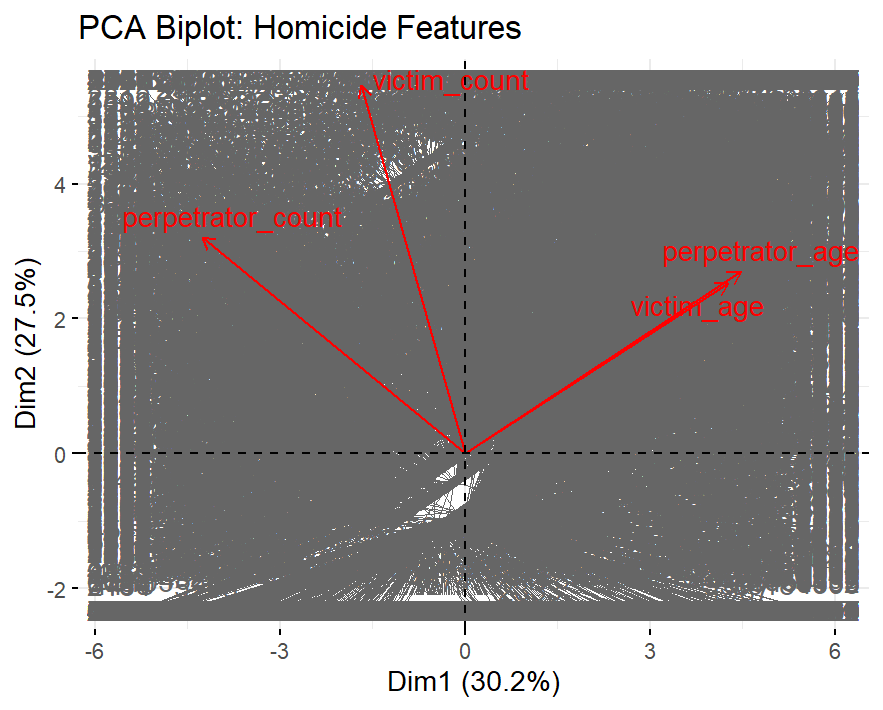 PCA Biplot: Homicide Features
victim_count
perpetrator_count
perpetrator_age
victim_age
4
2
0
-2
Dim2 (27.5%)
-6
-3
0
3
6
Dim1 (30.2%)